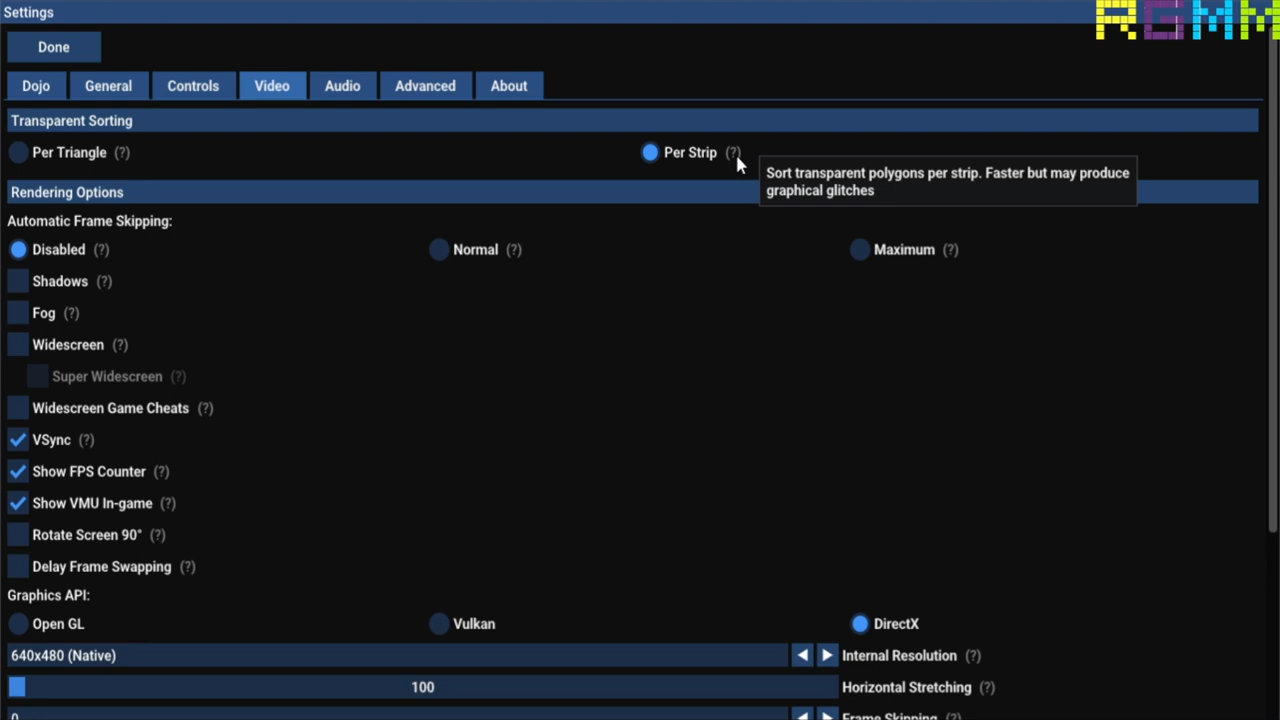 Settings
RGMM
Done
Dojo General Controls Video Audio Advanced About
Transparent Sorting
Per Triangle (?) Per Strip (?)
Sort transparent polygons per strip. Faster but may produce
graphical glitches
Rendering Options
Automatic Frame Skipping:
Disabled (?) Normal (?) Maximum (?)
Shadows (?)
Fog (?)
Widescreen (?)
Super Widescreen (?)
Widescreen Game Cheats (?)
VSync (?)
Show FPS Counter (?)
Show VMU In-game (?)
Rotate Screen 90° (?)
Delay Frame Swapping (?)
Graphics API:
Open GL Vulkan DirectX
640x480 (Native) Internal Resolution (?)
100 Horizontal Stretching (?)
0 Frame Skipping (?)